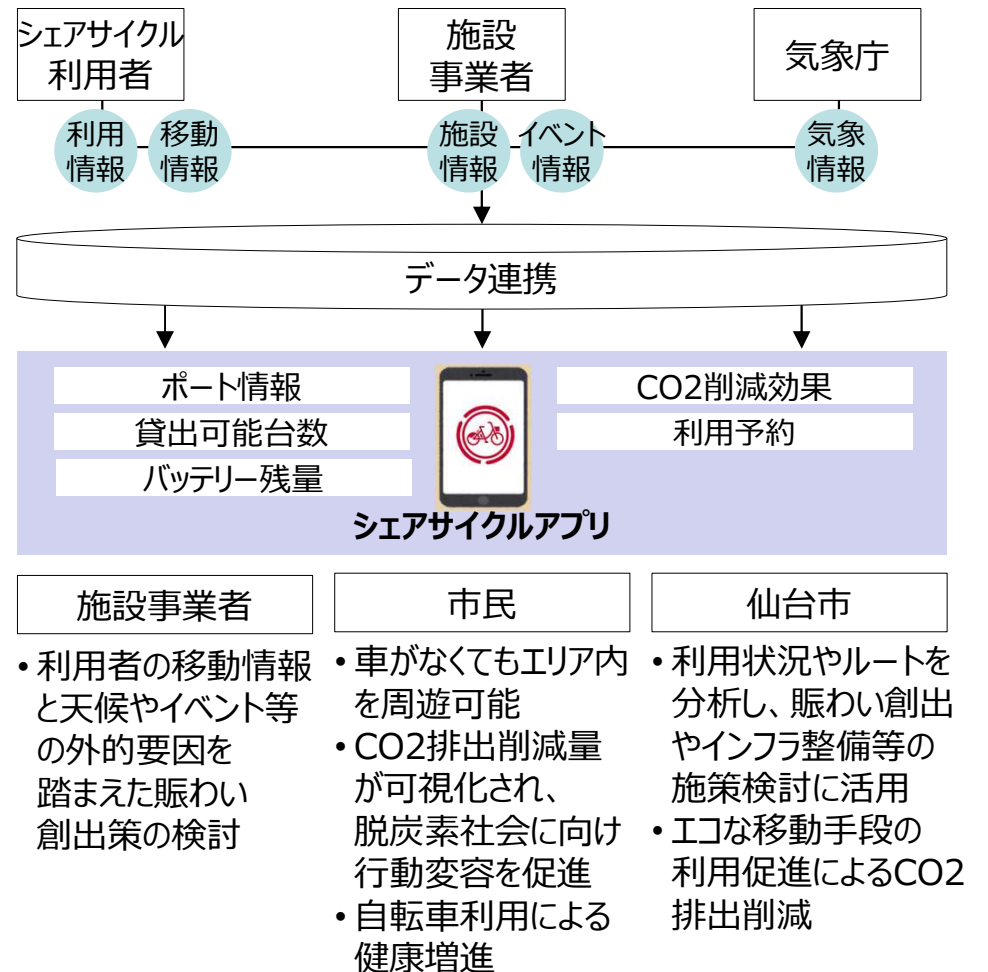 シェアサイクル
利用者
施設
事業者
気象庁
利用
情報
移動
情報
施設
情報
イベント
情報
気象
情報
データ連携
ポート情報
貸出可能台数
バッテリー残量
CO2削減効果
利用予約
シェアサイクルアプリ
施設事業者
• 利用者の移動情報
と天候やイベント等
の外的要因を
踏まえた賑わい
創出策の検討
市民
• 車がなくてもエリア内
を周遊可能
• CO2排出削減量
が可視化され、
脱炭素社会に向け
行動変容を促進
• 自転車利用による
健康増進
仙台市
• 利用状況やルートを
分析し、賑わい創出
やインフラ整備等の
施策検討に活用
• エコな移動手段の
利用促進によるCO2
排出削減